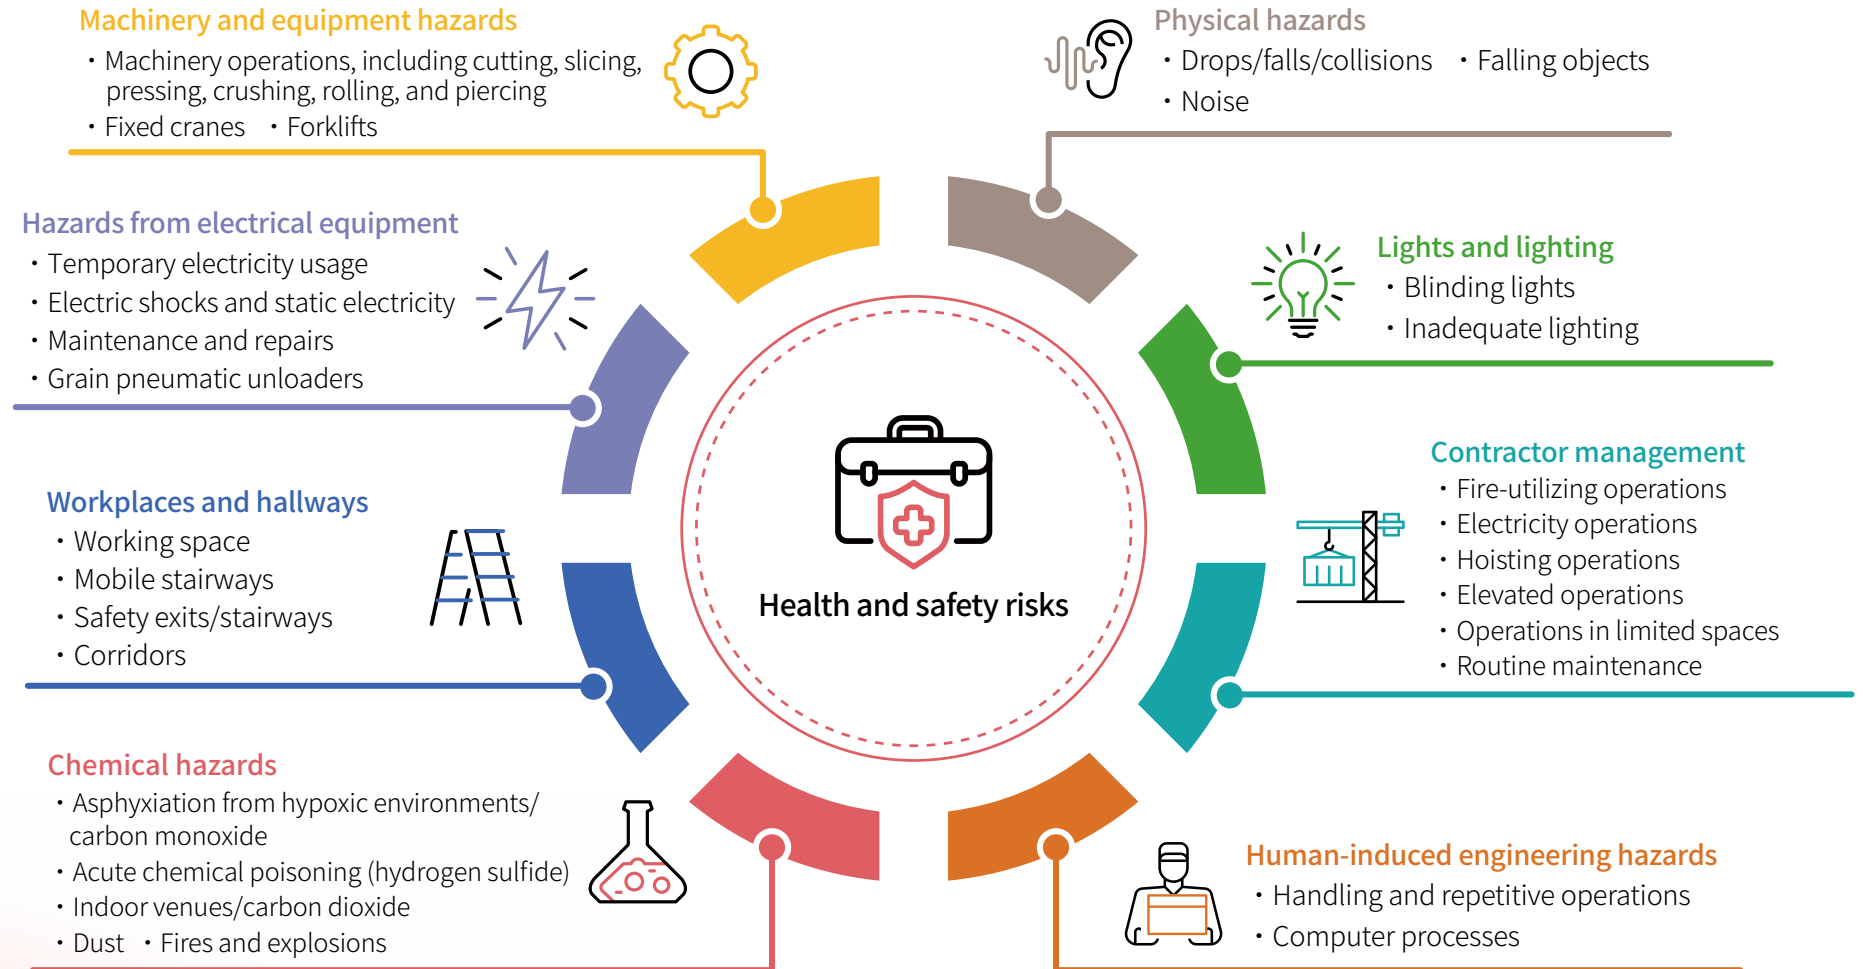 Machinery and equipment hazards
・Machinery operations, including cutting, slicing,
pressing, crushing, rolling, and piercing
・Fixed cranes ・Forklifts
Physical hazards
・Drops/falls/collisions ・Falling objects
・Noise
Hazards from electrical equipment
・Temporary electricity usage
・Electric shocks and static electricity
・Maintenance and repairs
・Grain pneumatic unloaders
Lights and lighting
・Blinding lights
・Inadequate lighting
Workplaces and hallways
・Working space
・Mobile stairways
・Safety exits/stairways
・Corridors
Health and safety risks
Contractor management
・Fire-utilizing operations
・Electricity operations
・Hoisting operations
・Elevated operations
・Operations in limited spaces
・Routine maintenance
Chemical hazards
・Asphyxiation from hypoxic environments/
carbon monoxide
・Acute chemical poisoning (hydrogen sulfide)
・Indoor venues/carbon dioxide
・Dust ・Fires and explosions
Human-induced engineering hazards
・Handling and repetitive operations
・Computer processes